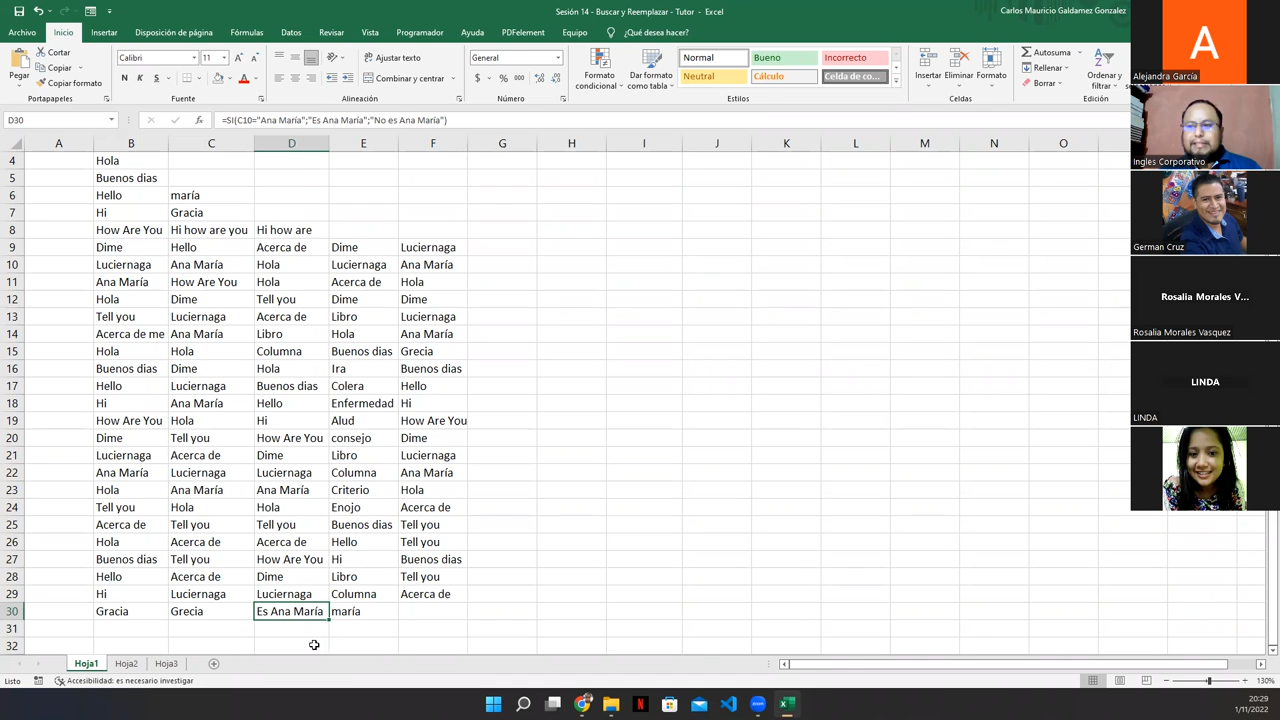 Sesión 14 - Buscar y Reemplazar - Tutor - Excel
Carlos Mauricio Galdamez Gonzalez
Archivo Inicio Insertar Disposición de página Fórmulas Datos Revisar Vista Programador Ayuda PDFelement Equipo ¿Qué desea hacer?
Pegar
Cortar
Copiar
Copiar formato
Portapapeles
Calibri 11
N K S
Fuente
Ajustar texto
Combinar y centrar
Alineación
General
Número
Formato condicional
Dar formato como tabla
Normal Bueno Incorrecto
Neutral Cálculo Celda de co...
Estilos
Insertar Eliminar Formato
Celdas
Autosuma
Rellenar
Borrar
Ordenar y filtrar
Edición
D30 fx =SI(C10="Ana María";"Es Ana María";"No es Ana María")
A B C D E F G H I J K L M N O
4 Hola
5 Buenos dias
6 Hello maría
7 Hi Gracia
8 How Are You Hi how are you Hi how are
9 Dime Hello Acerca de Dime Luciernaga
10 Luciernaga Ana María Hola Luciernaga Ana María
11 Ana María How Are You Hola Acerca de Hola
12 Hola Dime Tell you Dime Dime
13 Tell you Luciernaga Acerca de Libro Luciernaga
14 Acerca de me Ana María Libro Hola Ana María
15 Hola Hola Columna Buenos dias Grecia
16 Buenos dias Dime Hola Ira Buenos dias
17 Hello Luciernaga Buenos dias Colera Hello
18 Hi Ana María Hello Enfermedad Hi
19 How Are You Hola Hi Alud How Are You
20 Dime Tell you How Are You consejo Dime
21 Luciernaga Acerca de Dime Libro Luciernaga
22 Ana María Luciernaga Luciernaga Columna Ana María
23 Hola Ana María Ana María Criterio Hola
24 Tell you Hola Hola Enojo Acerca de
25 Acerca de Tell you Tell you Buenos dias Tell you
26 Hola Acerca de Acerca de Hello Tell you
27 Buenos dias Tell you How Are You Hi Buenos dias
28 Hello Acerca de Dime Libro Tell you
29 Hi Luciernaga Luciernaga Columna Acerca de
30 Gracia Grecia Es Ana María maría
31
32
Hoja1 Hoja2 Hoja3
Listo Accesibilidad: es necesario investigar
130%
20:29
1/11/2022
A
Alejandra García
Ingles Corporativo
German Cruz
Rosalia Morales V...
Rosalia Morales Vasquez
LINDA
LINDA